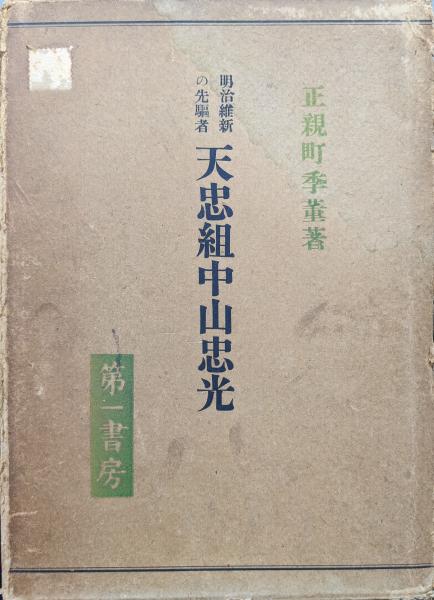 正親町季董著
明治維新
の先驅者
天忠組中山忠光
第一書房